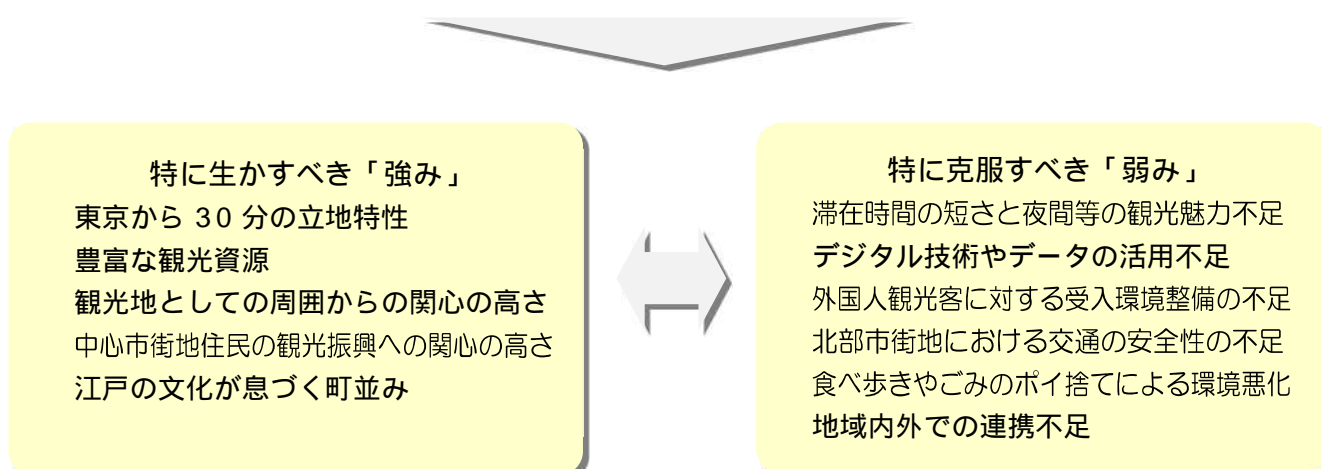 特に生かすべき「強み」
東京から 30 分の立地特性
豊富な観光資源
観光地としての周囲からの関心の高さ
中心市街地住民の観光振興への関心の高さ
江戸の文化が息づく町並み
特に克服すべき「弱み」
滞在時間の短さと夜間等の観光魅力不足
デジタル技術やデータの活用不足
外国人観光客に対する受入環境整備の不足
北部市街地における交通の安全性の不足
食べ歩きやごみのポイ捨てによる環境悪化
地域内外での連携不足